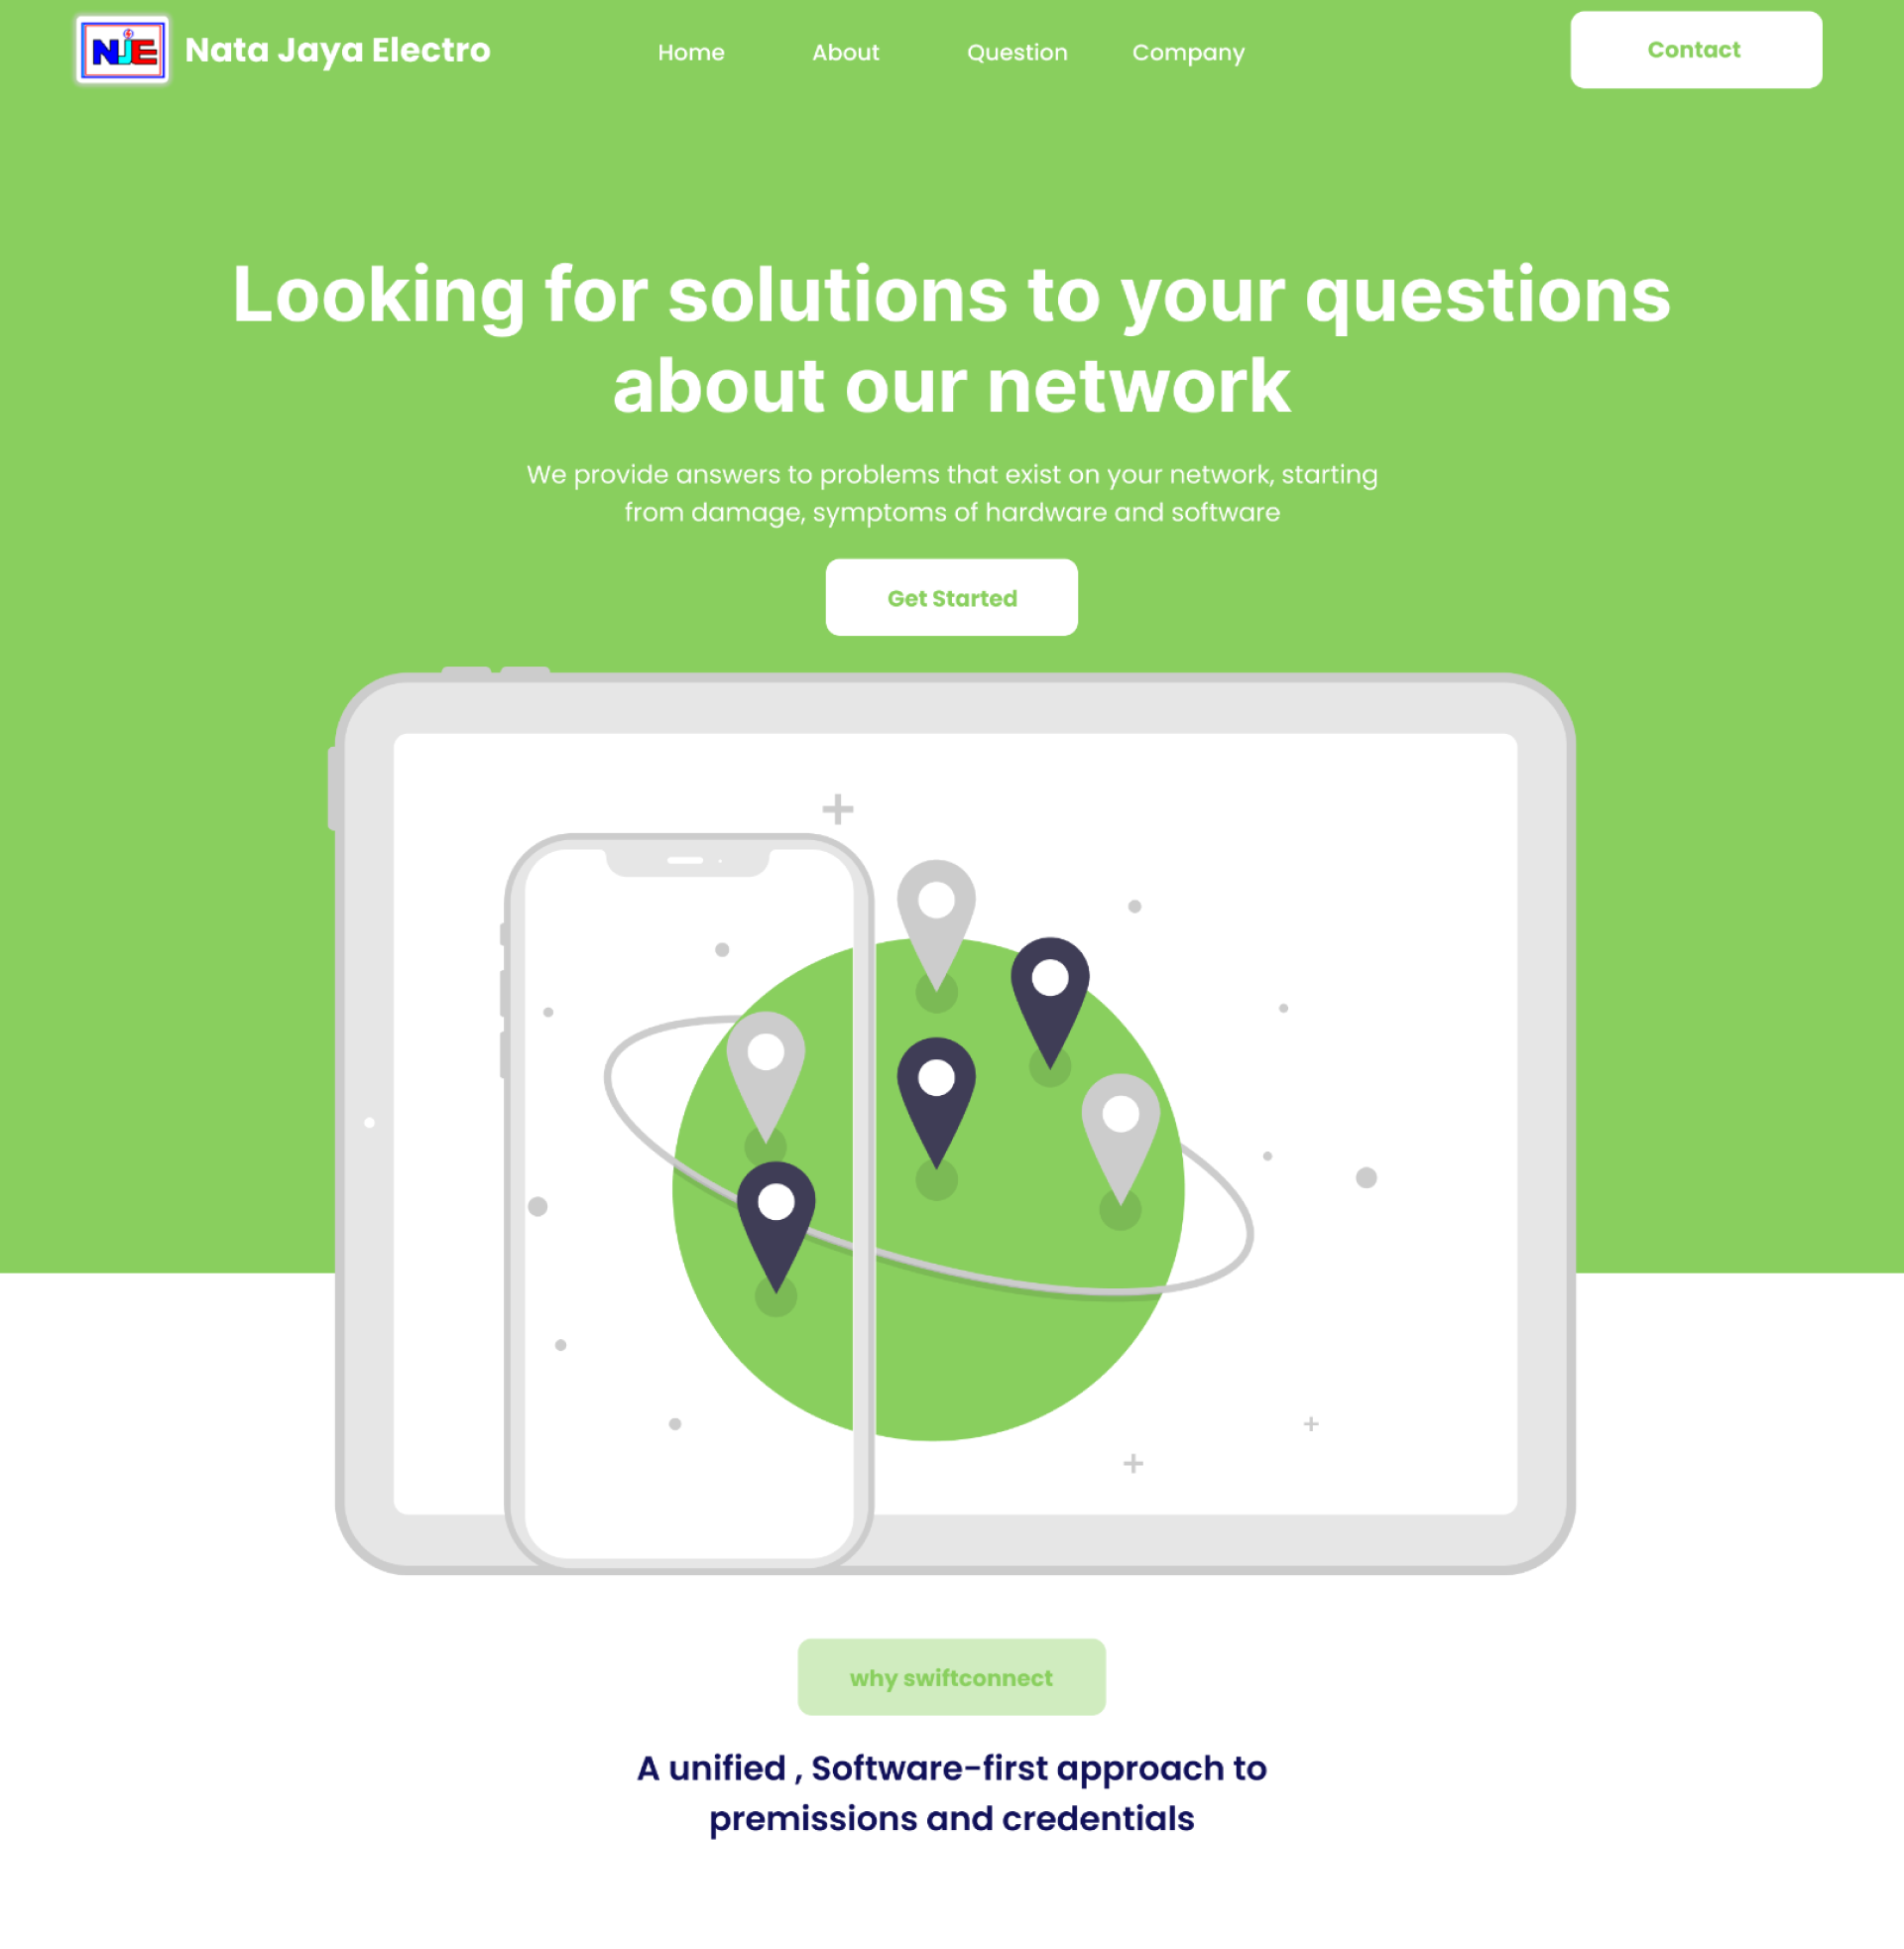 NJE
Nata Jaya Electro
Home
About
Question
Company
Contact
Looking for solutions to your questions
about our network
We provide answers to problems that exist on your network, starting
from damage, symptoms of hardware and software
Get Started
why swiftconnect
A unified , Software-first approach to
premissions and credentials